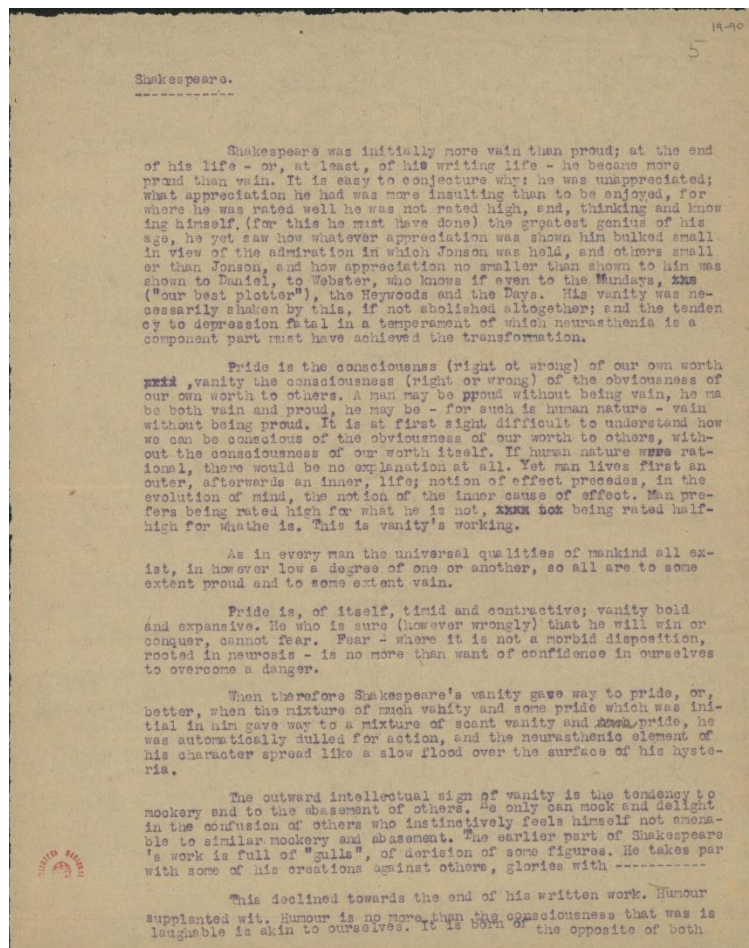 19-90
5
Shakespeare.
Shakespeare was initially more vain than proud; at the end
of his life - or, at least, of his writing life - he became more
proud than vain. It is easy to conjecture why: he was unappreciated;
what appreciation he had was more insulting than to be enjoyed, for
where he was rated well he was not rated high, and, thinking and know
ing himself (for this he must have done) the greatest genius of his
age, he yet saw how whatever appreciation was shown him bulked small
in view of the admiration in which Jonson was held, and others small
er than Jonson, and how appreciation no smaller than shown to him was
shown to Daniel, to Webster, who knows if even to the Mundays, xxx
("our best plotter"), the Heywoods and the Days. His vanity was ne-
cessarily shaken by this, if not abolished altogether; and the tenden
cy to depression fatal in a temperament of which neurasthenia is a
component part must have achieved the transformation.
Pride is the consciousnss (right ot wrong) of our own worth
,vanity the consciousness (right or wrong) of the obviousness of
our own worth to others. A man may be pproud without being vain, he ma
be both vain and proud, he may be - for such is human nature - vain
without being proud. It is at first sight difficult to understand how
we can be conscious of the obviousness of our worth to others, with-
out the consciousness of our worth itself. If human nature were rat-
ional, there would be no explanation at all. Yet man lives first an
outer, afterwards an inner, life; notion of effect precedes, in the
evolution of mind, the notion of the inner cause of effect. Man pre-
fers being rated high for what he is not, xxxx not being rated half-
high for whathe is. This is vanity's working.
As in every man the universal qualities of mankind all ex-
ist, in however low a degree of one or another, so all are to some
extent proud and to some extent vain.
Pride is, of itself, timid and contractive; vanity bold
and expansive. He who is sure (however wrongly) that he will win or
conquer, cannot fear. Fear - where it is not a morbid disposition,
rooted in neurosis - is no more than want of confidence in ourselves
to overcome a danger.
When therefore Shakespeare's vanity gave way to pride, or,
better, when the mixture of much vahity and some pride which was ini-
tial in him gave way to a mixture of scant vanity and much pride, he
was automatically dulled for action, and the neurasthenic element of
his character spread like a slow flood over the surface of his hyste-
ria.
The outward intellectual sign of vanity is the tendency to
mockery and to the abasement of others. He only can mock and delight
in the confusion of others who instinctively feels himself not amena-
ble to similar mockery and abasement. The earlier part of Shakespeare
's work is full of "gulls", of derision of some figures. He takes par
with some of his creations against others, glories with -----------
This declined towards the end of his written work. Humour
supplanted wit. Humour is no more than the consciousness that was is
laughable is akin to ourselves. It is born of the opposite of both